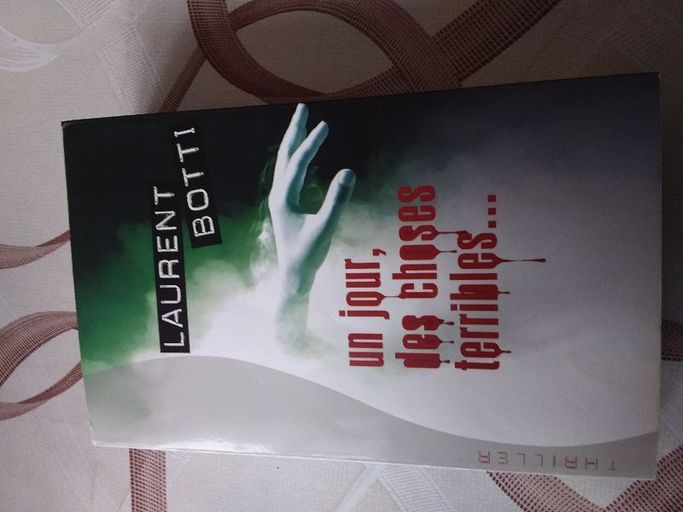 LAURENT
BOTTI
un jour,
des choses
terribles...
THRILLER